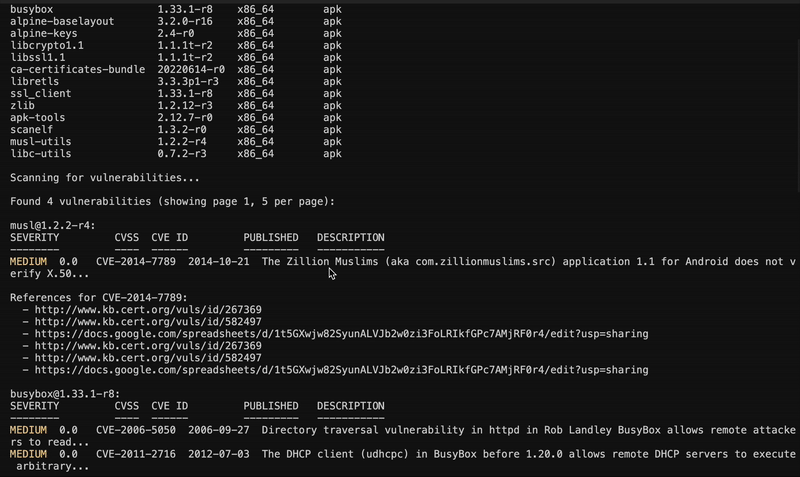 busybox 1.33.1-r8 x86_64 apk
alpine-baselayout 3.2.0-r16 x86_64 apk
alpine-keys 2.4-r0 x86_64 apk
libcrypto1.1 1.1.1t-r2 x86_64 apk
libssl1.1 1.1.1t-r2 x86_64 apk
ca-certificates-bundle 20220614-r0 x86_64 apk
libretls 3.3.3p1-r3 x86_64 apk
ssl_client 1.33.1-r8 x86_64 apk
zlib 1.2.12-r3 x86_64 apk
apk-tools 2.12.7-r0 x86_64 apk
scanelf 1.3.2-r0 x86_64 apk
musl-utils 1.2.2-r4 x86_64 apk
libc-utils 0.7.2-r3 x86_64 apk
Scanning for vulnerabilities...
Found 4 vulnerabilities (showing page 1, 5 per page):
musl@1.2.2-r4:
SEVERITY CVSS CVE ID PUBLISHED DESCRIPTION
-------- ---- ------ --------- -----------
MEDIUM 0.0 CVE-2014-7789 2014-10-21 The Zillion Muslims (aka com.zillionmuslims.src) application 1.1 for Android does not v
erify X.50...
References for CVE-2014-7789:
- http://www.kb.cert.org/vuls/id/267369
- http://www.kb.cert.org/vuls/id/582497
- https://docs.google.com/spreadsheets/d/1t5GXwjw82SyunALVJb2w0zi3FoLRIkfGPc7AMjRF0r4/edit?usp=sharing
- http://www.kb.cert.org/vuls/id/267369
- http://www.kb.cert.org/vuls/id/582497
- https://docs.google.com/spreadsheets/d/1t5GXwjw82SyunALVJb2w0zi3FoLRIkfGPc7AMjRF0r4/edit?usp=sharing
busybox@1.33.1-r8:
SEVERITY CVSS CVE ID PUBLISHED DESCRIPTION
-------- ---- ------ --------- -----------
MEDIUM 0.0 CVE-2006-5050 2006-09-27 Directory traversal vulnerability in httpd in Rob Landley BusyBox allows remote attacke
rs to read...
MEDIUM 0.0 CVE-2011-2716 2012-07-03 The DHCP client (udhcpc) in BusyBox before 1.20.0 allows remote DHCP servers to execute
arbitrary...